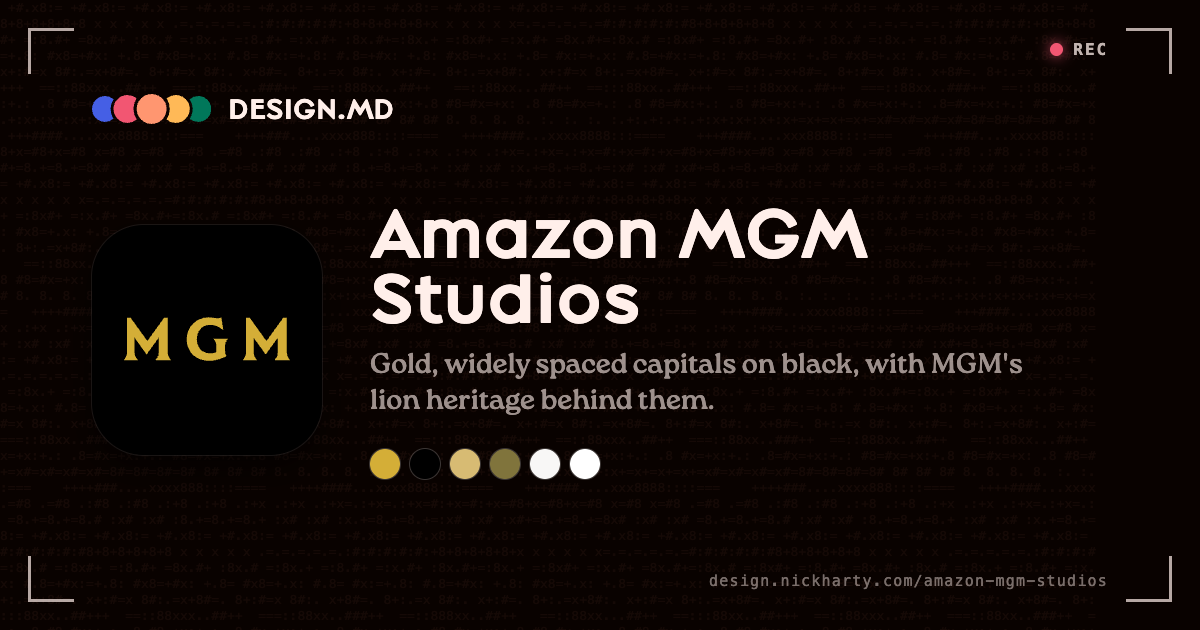 REC
DESIGN.MD
MGM
Amazon MGM
Studios
Gold, widely spaced capitals on black, with MGM's
lion heritage behind them.
design.nickharty.com/amazon-mgm-studios